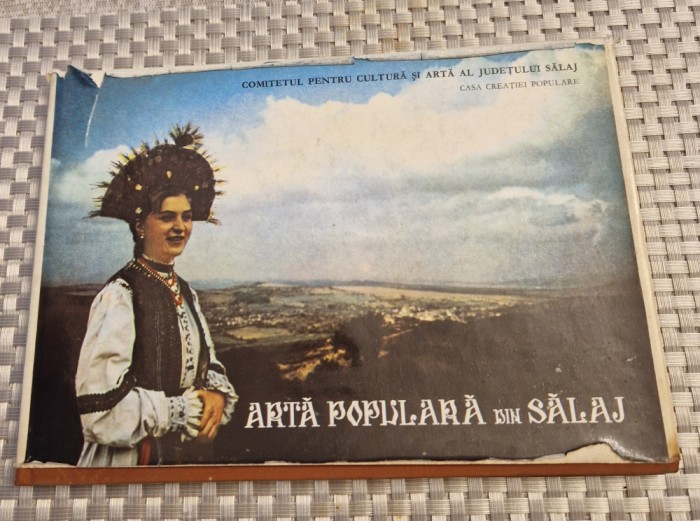 COMITETUL PENTRU CULTURĂ ȘI ARTĂ AL JUDEȚULUI SĂLAJ
CASA CREAȚIEI POPULARE
ARTĂ POPULARĂ DIN SĂLAJ